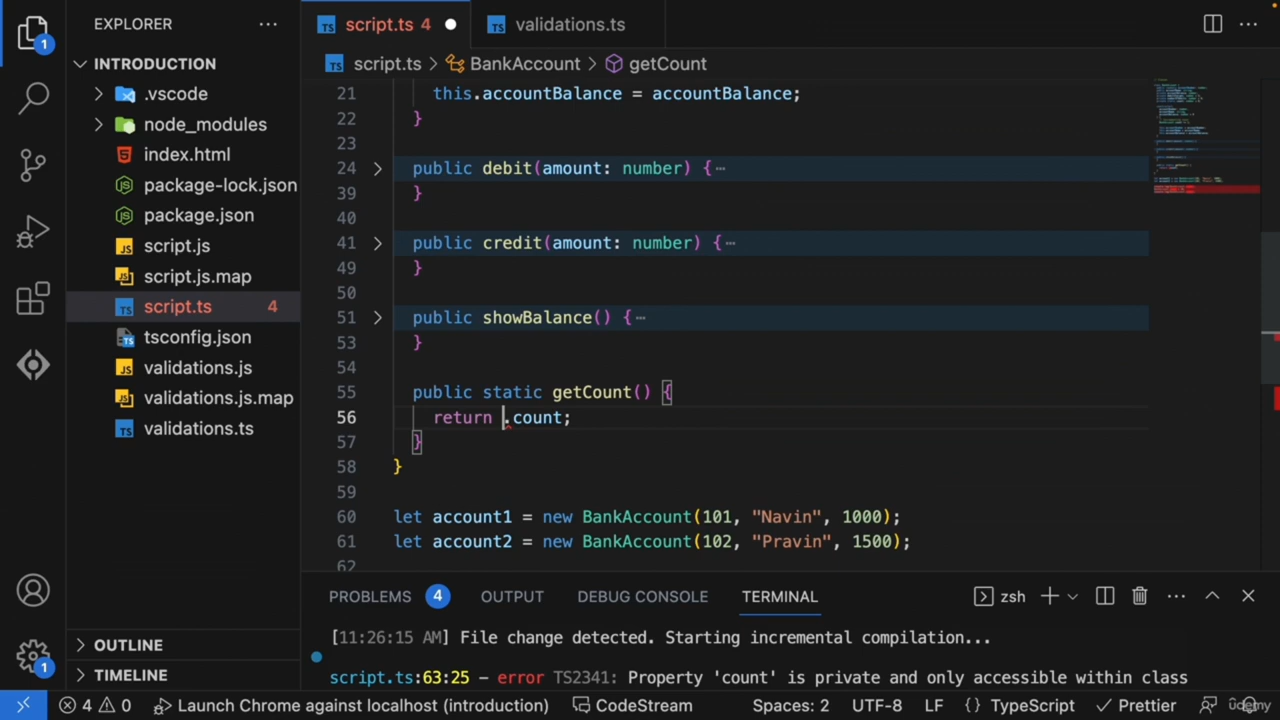 EXPLORER
script.ts 4
validations.ts
1
INTRODUCTION
script.ts > BankAccount > getCount
.vscode
node_modules
index.html
package-lock.json
package.json
script.js
script.js.map
script.ts 4
tsconfig.json
validations.js
validations.js.map
validations.ts
21 this.accountBalance = accountBalance;
22 }
23
24 public debit(amount: number) {···
39 }
40
41 public credit(amount: number) {···
49 }
50
51 public showBalance() {···
53 }
54
55 public static getCount() {
56 return .count;
57 }
58 }
59
60 let account1 = new BankAccount(101, "Navin", 1000);
61 let account2 = new BankAccount(102, "Pravin", 1500);
62
PROBLEMS 4 OUTPUT DEBUG CONSOLE TERMINAL zsh
[11:26:15 AM] File change detected. Starting incremental compilation...
script.ts:63:25 - error TS2341: Property 'count' is private and only accessible within class
OUTLINE
TIMELINE
1
4 0 Launch Chrome against localhost (introduction) CodeStream Spaces: 2 UTF-8 LF {} TypeScript Prettier
udemy